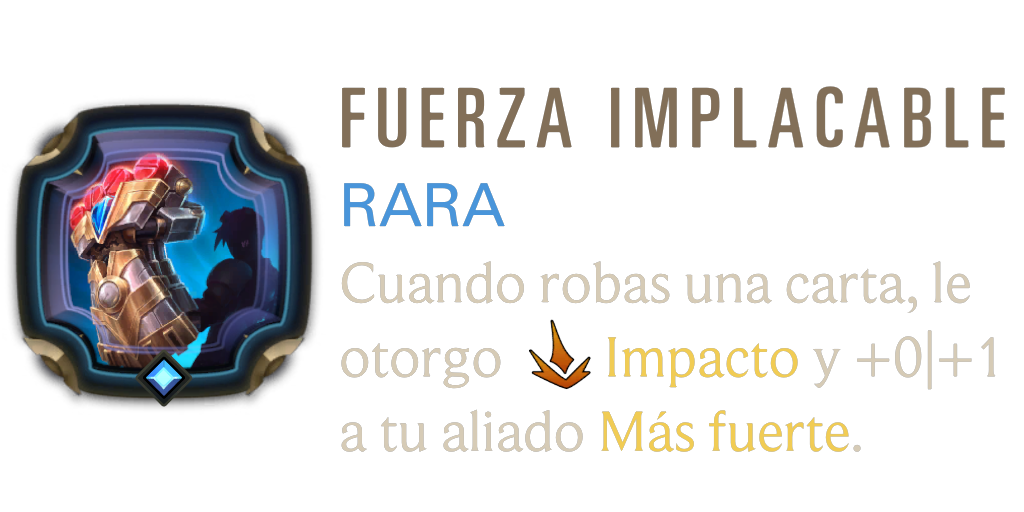 FUERZA IMPLACABLE
RARA
Cuando robas una carta, le
otorgo Impacto y +0|+1
a tu aliado Más fuerte.